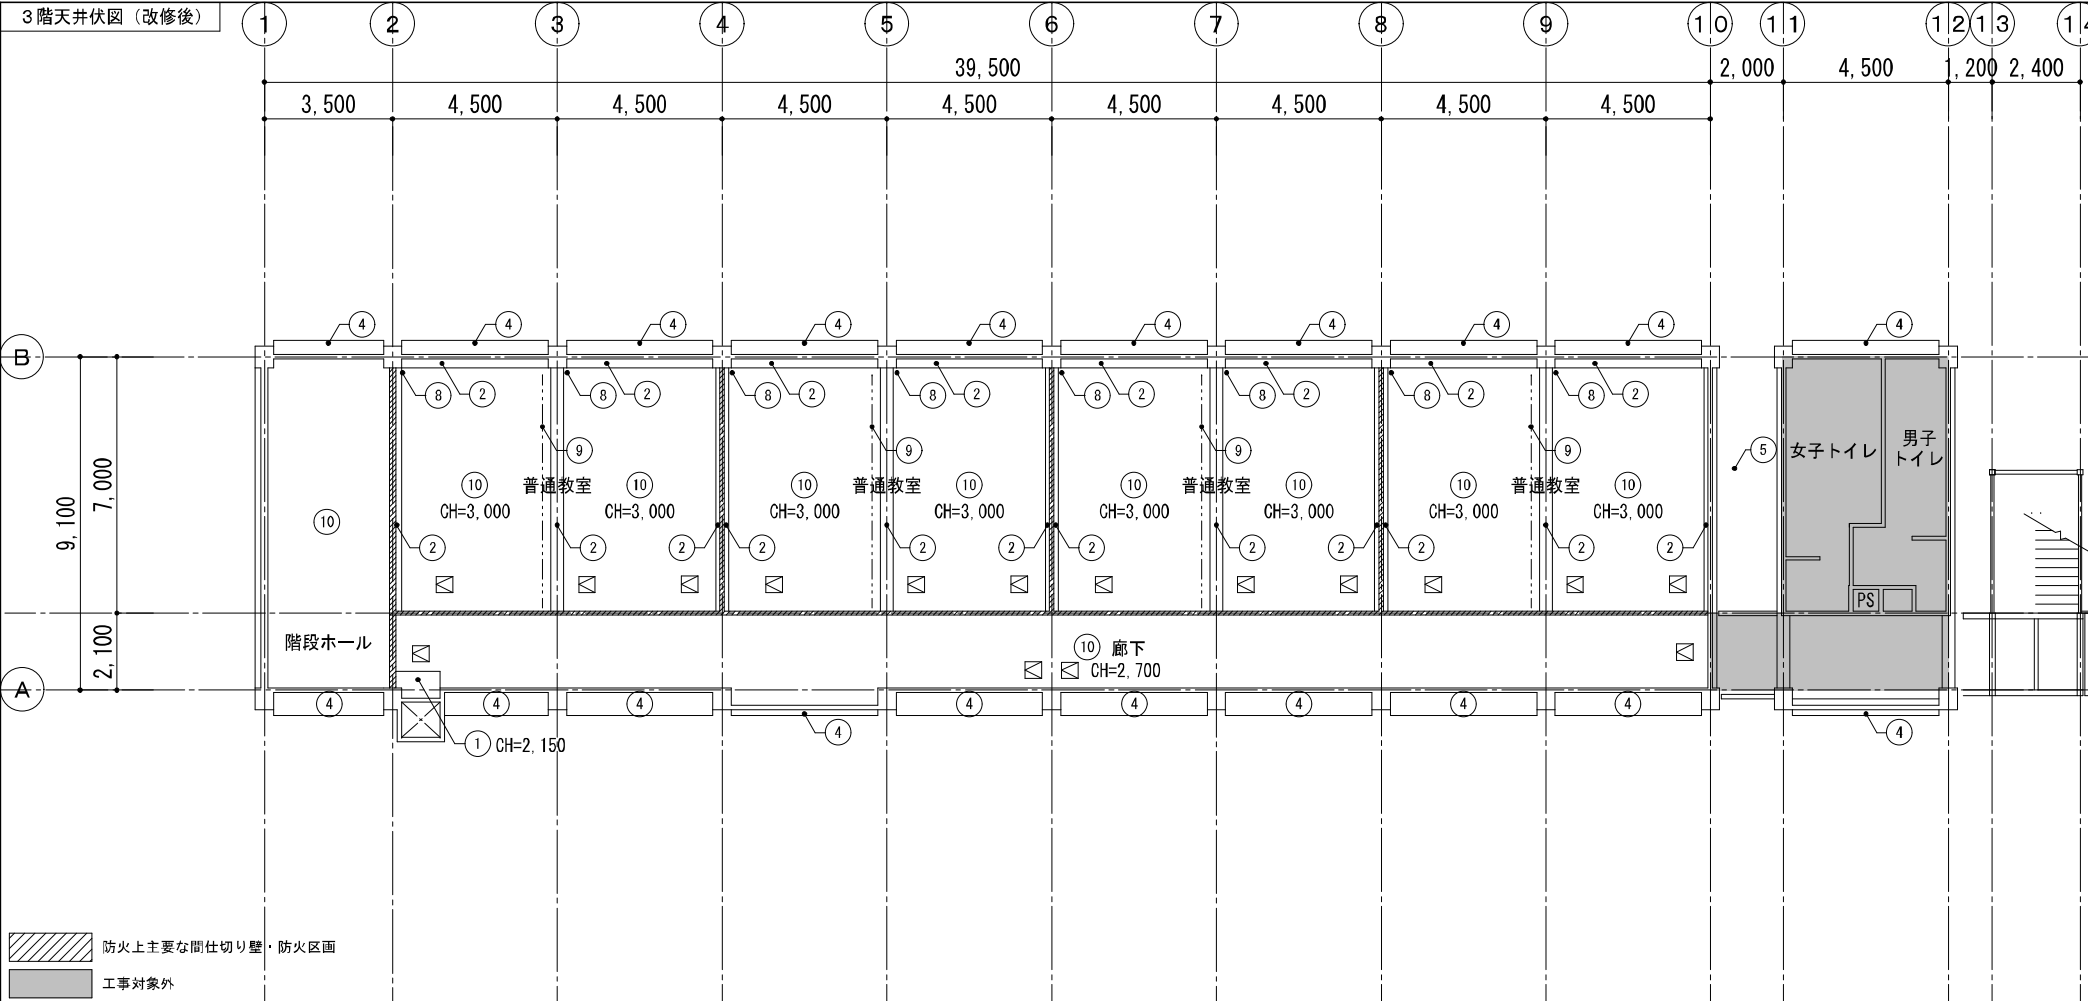 3階天井伏図（改修後）
1 2 3 4 5 6 7 8 9 10 11 12 13 14
39,500 2,000 4,500 1,200 2,400
3,500 4,500 4,500 4,500 4,500 4,500 4,500 4,500 4,500
4 4 4 4 4 4 4 4 4 4
B
8 2 8 2 8 2 8 2 8 2 8 2 8 2 8 2
9 9 9 9 5
女子トイレ
男子
トイレ
9,100
7,000
10 普通教室 10 10 普通教室 10 10 普通教室 10 10 普通教室 10
CH=3,000 CH=3,000 CH=3,000 CH=3,000 CH=3,000 CH=3,000 CH=3,000 CH=3,000
10
2 2 2 2 2 2 2 2 2 2 2 2
PS
2,100
階段ホール
10 廊下
CH=2,700
A
4 4 4 4 4 4 4 4
4 4
1 CH=2,150
防火上主要な間仕切り壁・防火区画
工事対象外